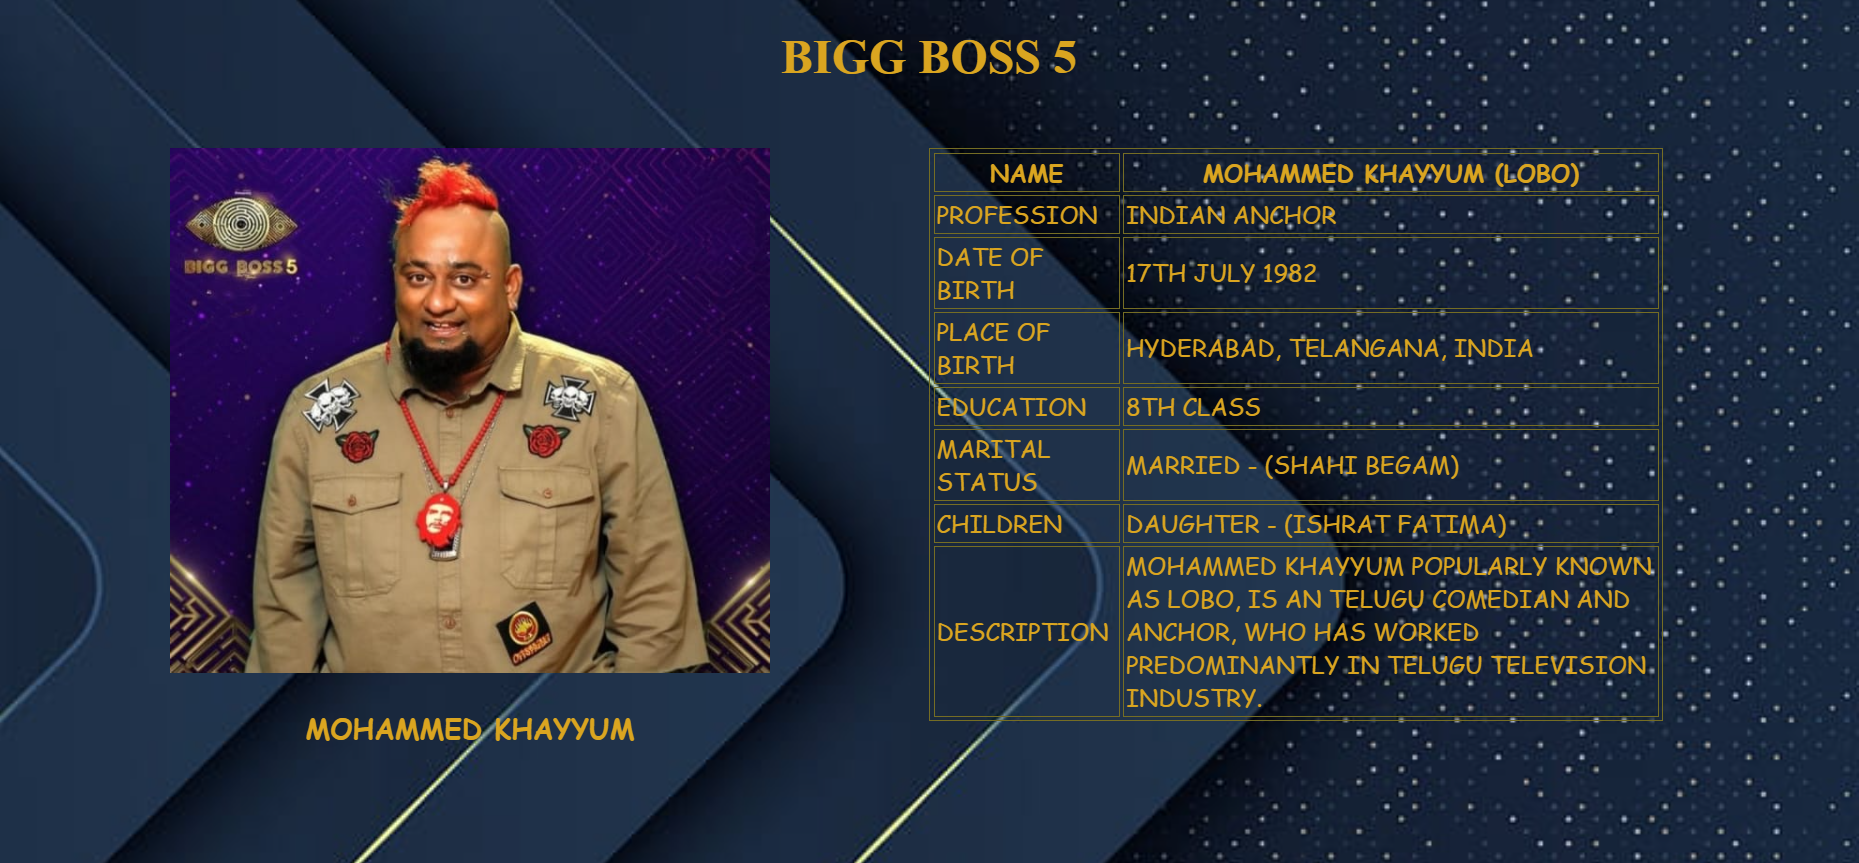 BIGG BOSS 5
BIGG BOSS 5
MOHAMMED KHAYYUM
NAME MOHAMMED KHAYYUM (LOBO)
PROFESSION INDIAN ANCHOR
DATE OF
BIRTH
17TH JULY 1982
PLACE OF
BIRTH
HYDERABAD, TELANGANA, INDIA
EDUCATION 8TH CLASS
MARITAL
STATUS
MARRIED - (SHAHI BEGAM)
CHILDREN DAUGHTER - (ISHRAT FATIMA)
DESCRIPTION
MOHAMMED KHAYYUM POPULARLY KNOWN
AS LOBO, IS AN TELUGU COMEDIAN AND
ANCHOR, WHO HAS WORKED
PREDOMINANTLY IN TELUGU TELEVISION
INDUSTRY.